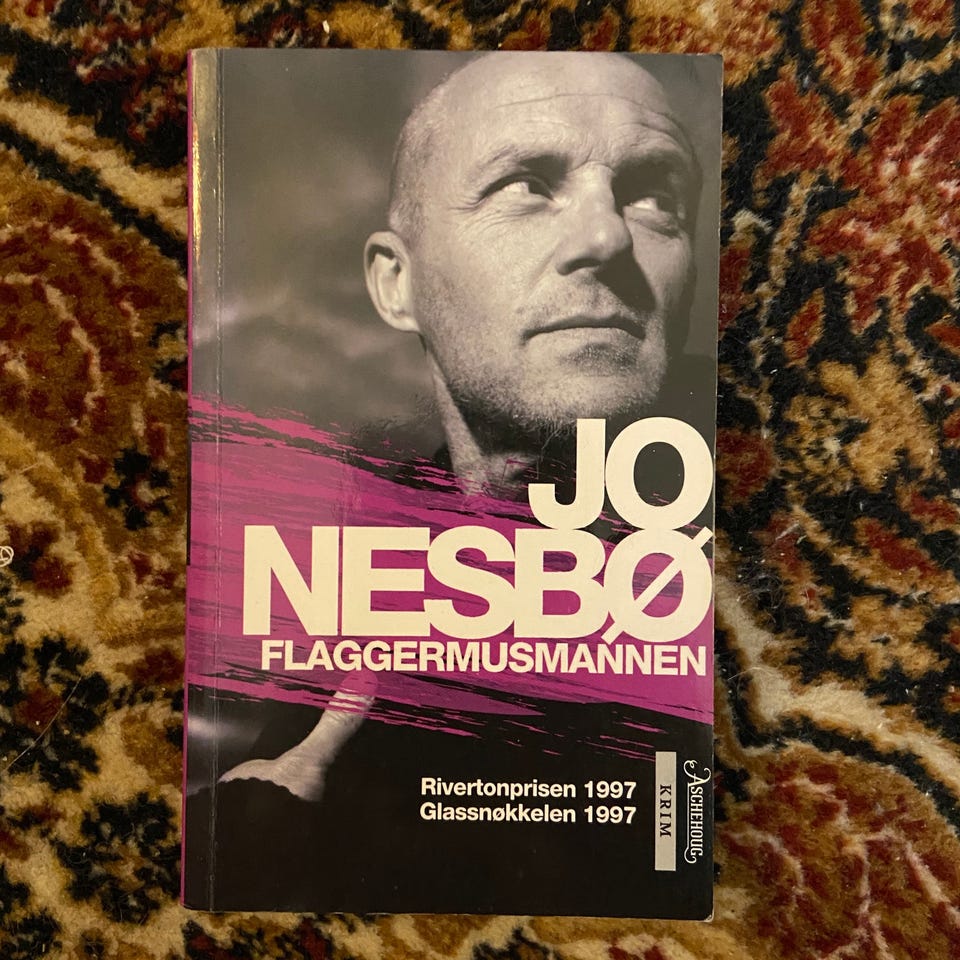 JO
NESBØ
FLAGGERMUSMANNEN
Rivertonprisen 1997
Glassnøkkelen 1997
KRIM
ASCHEHOUG